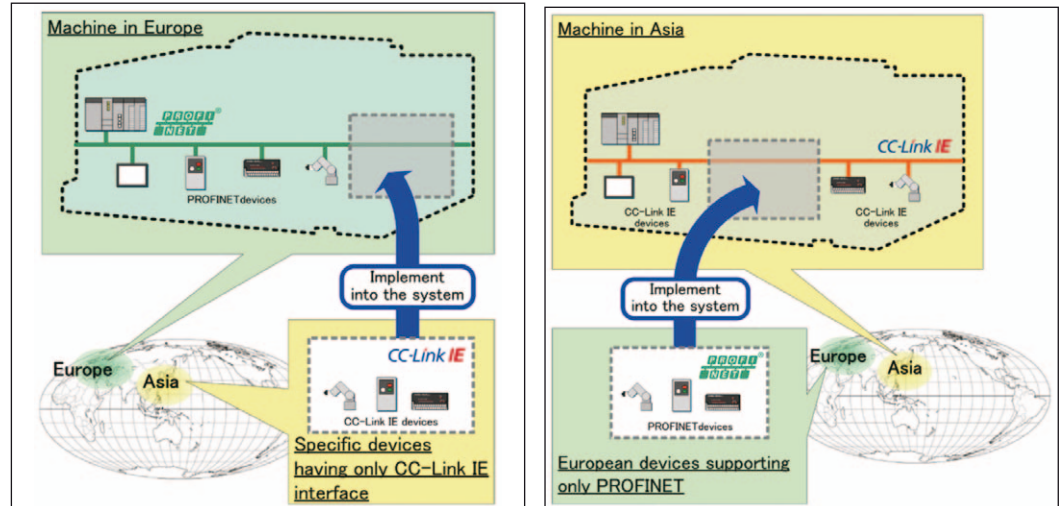 Machine in Europe
PROFI®
NET
PROFINETdevices
Implement
into the system
Europe
Asia
CC-Link IE
CC-Link IE devices
Specific devices
having only CC-Link IE
interface
Machine in Asia
CC-Link IE
CC-Link IE
devices
CC-Link IE
devices
Implement
into the system
PROFI®
NET
PROFINETdevices
Europe
Asia
European devices supporting
only PROFINET